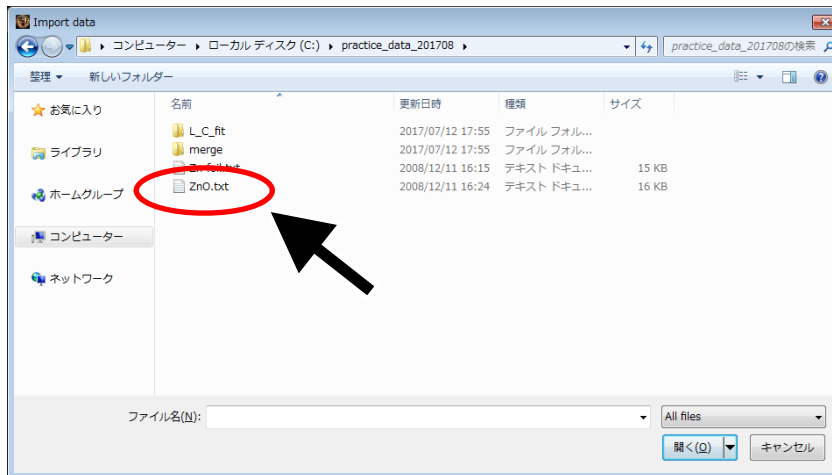 Import data
コンピューター ローカル ディスク (C:) practice_data_201708 practice_data_201708の検索
整理 新しいフォルダー
名前 更新日時 種類 サイズ
お気に入り
ライブラリ
ホームグループ
コンピューター
ネットワーク
L_C_fit 2017/07/12 17:55 ファイル フォル...
merge 2017/07/12 17:55 ファイル フォル...
2008/12/11 16:15 テキスト ドキュ... 15 KB
ZnO.txt 2008/12/11 16:24 テキスト ドキュ... 16 KB
ファイル名(N):
All files
開く(O) キャンセル